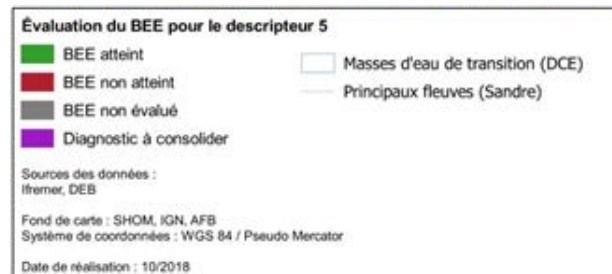 Évaluation du BEE pour le descripteur 5
BEE atteint
BEE non atteint
BEE non évalué
Diagnostic à consolider
Masses d'eau de transition (DCE)
Principaux fleuves (Sandre)
Sources des données :
Ifremer, DEB
Fond de carte : SHOM, IGN, AFB
Système de coordonnées : WGS 84 / Pseudo Mercator
Date de réalisation : 10/2018